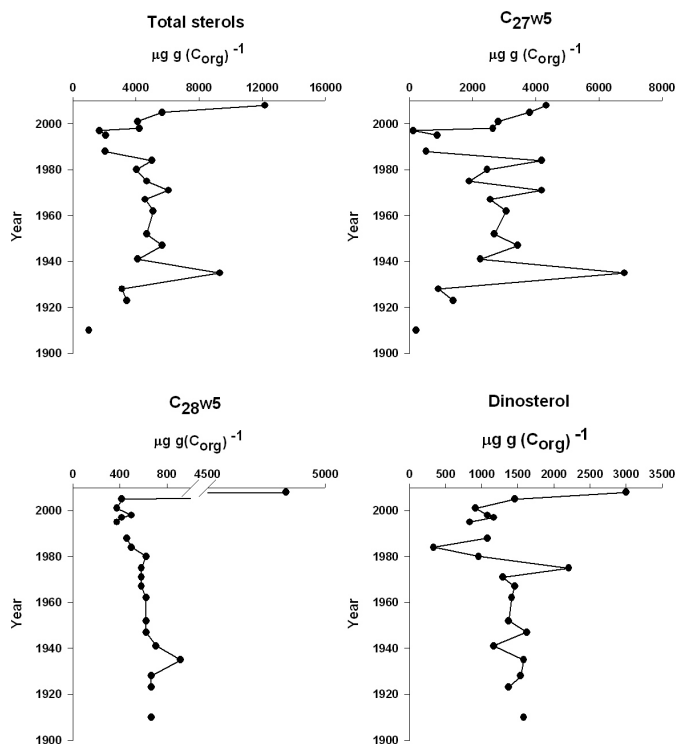 Total sterols
µg g (Corg) -1
0 4000 8000 12000 16000
2000
1980
1960
1940
1920
1900
Year
C27w5
µg g (Corg) -1
0 2000 4000 6000 8000
2000
1980
1960
1940
1920
1900
Year
C28w5
µg g(Corg) -1
0 400 800 4500 5000
2000
1980
1960
1940
1920
1900
Year
Dinosterol
µg g (Corg) -1
0 500 1000 1500 2000 2500 3000 3500
2000
1980
1960
1940
1920
1900
Year